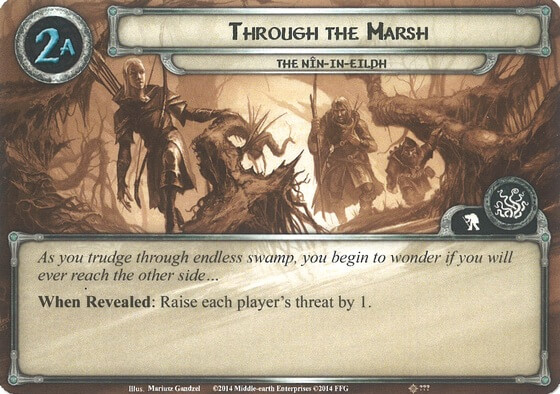 2A
THROUGH THE MARSH
THE NÎN-IN-EILPH
As you trudge through endless swamp, you begin to wonder if you will
ever reach the other side…
When Revealed: Raise each player's threat by 1.
Illus. Mariusz Gandzel ©2014 Middle-earth Enterprises ©2014 FFG ???